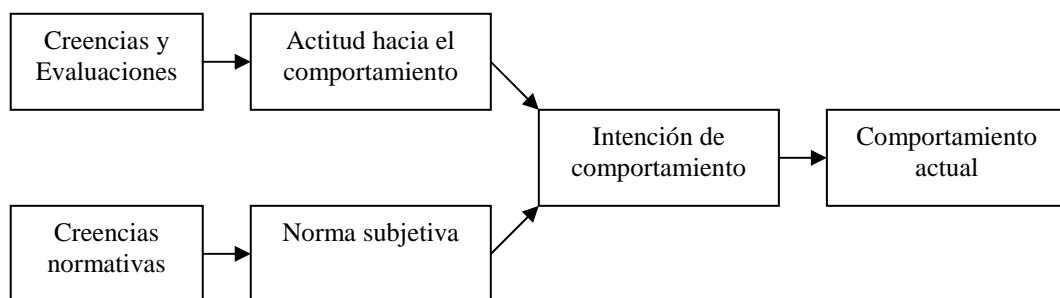 Creencias y
Evaluaciones
Actitud hacia el
comportamiento
Intención de
comportamiento
Comportamiento
actual
Creencias
normativas
Norma subjetiva